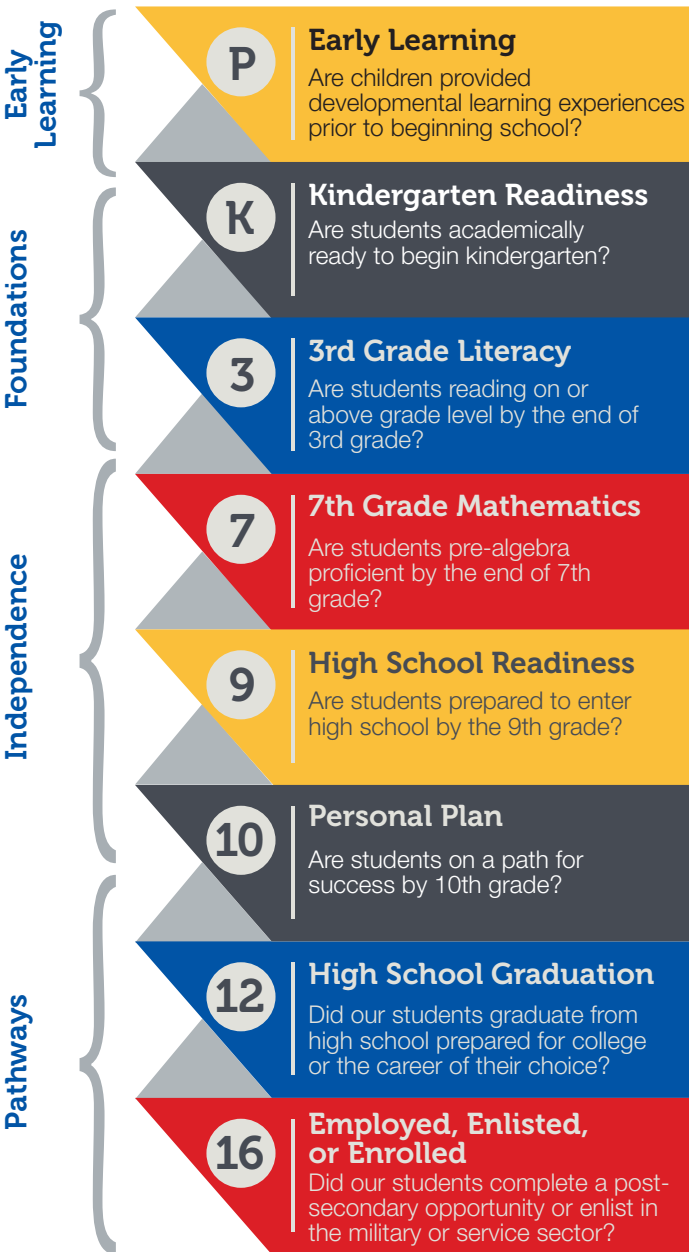 Early
Learning
P
Early Learning
Are children provided
developmental learning experiences
prior to beginning school?
Foundations
K
Kindergarten Readiness
Are students academically
ready to begin kindergarten?
3
3rd Grade Literacy
Are students reading on or
above grade level by the end of
3rd grade?
Independence
7
7th Grade Mathematics
Are students pre-algebra
proficient by the end of 7th
grade?
9
High School Readiness
Are students prepared to enter
high school by the 9th grade?
10
Personal Plan
Are students on a path for
success by 10th grade?
Pathways
12
High School Graduation
Did our students graduate from
high school prepared for college
or the career of their choice?
16
Employed, Enlisted,
or Enrolled
Did our students complete a post-
secondary opportunity or enlist in
the military or service sector?